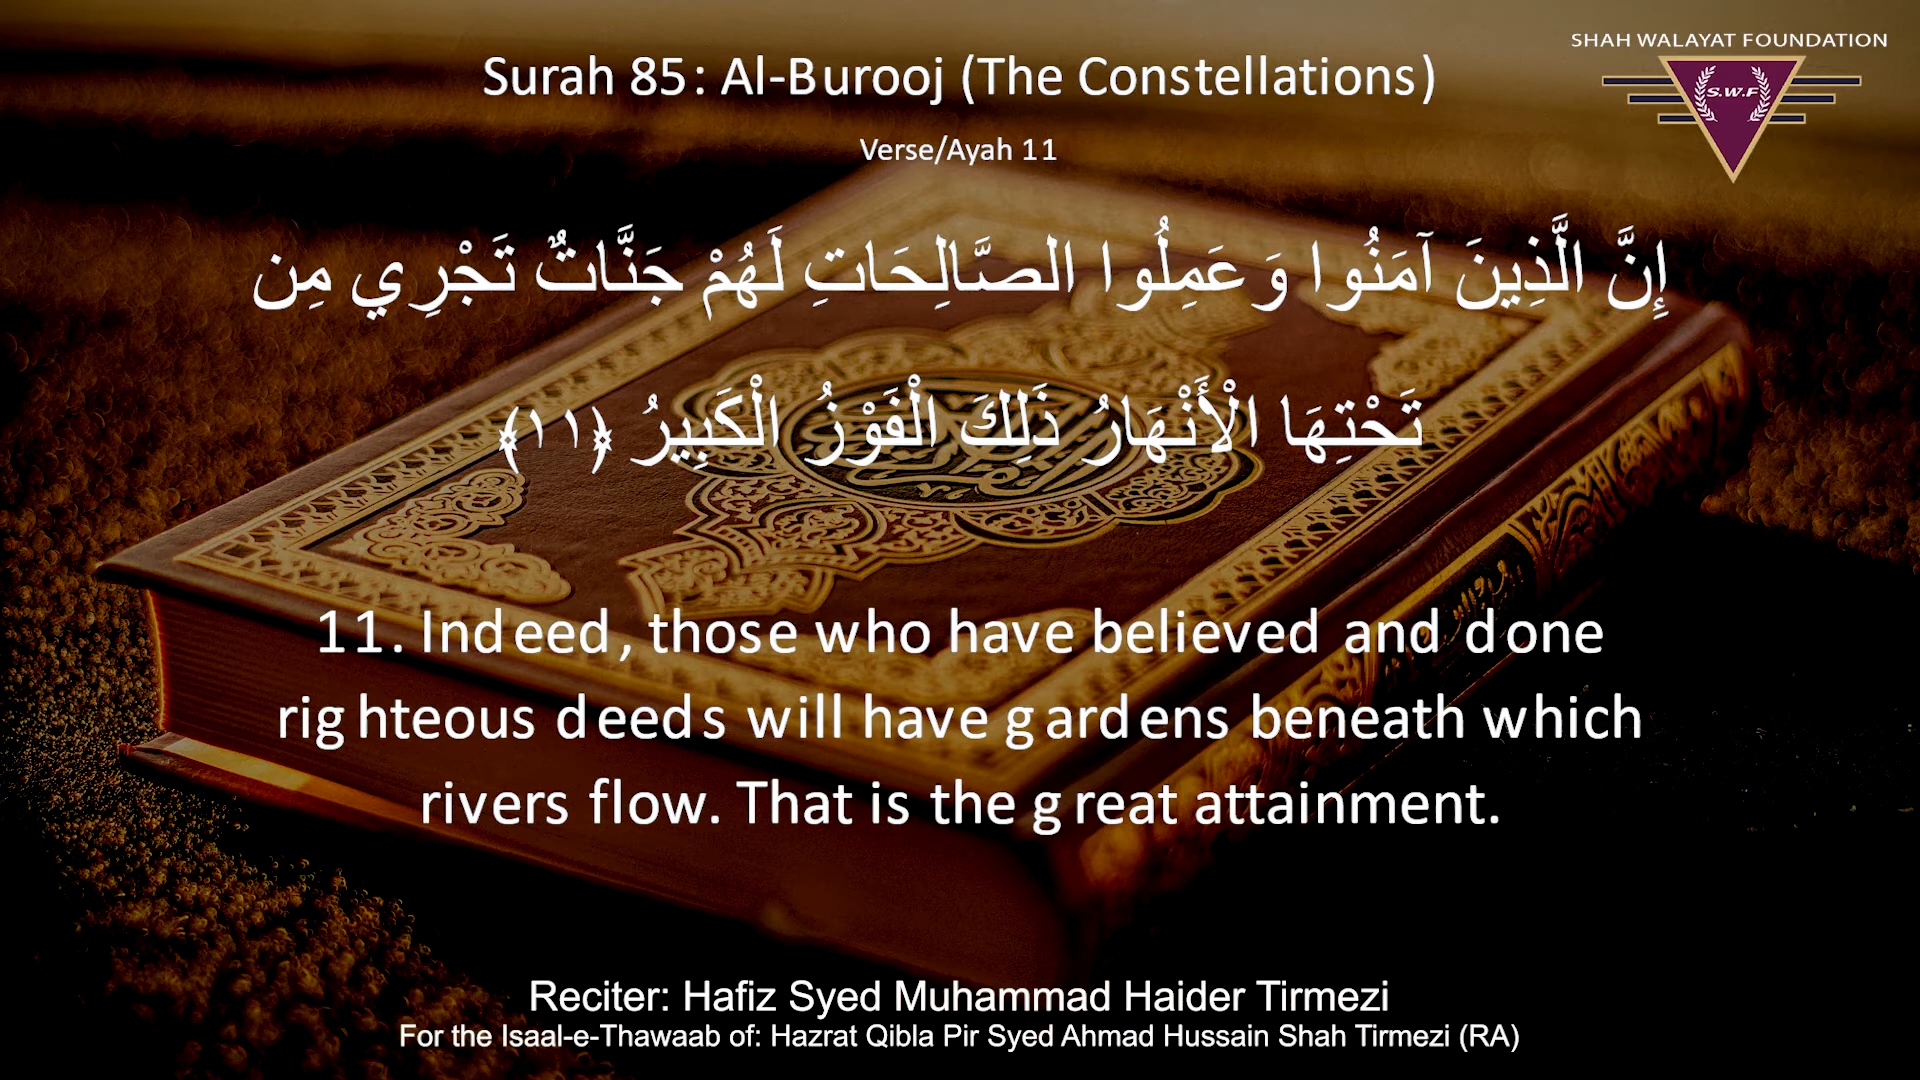 SHAH WALAYAT FOUNDATION
S.W.F
Surah 85: Al-Burooj (The Constellations)
Verse/Ayah 11
إِنَّ الَّذِينَ آمَنُوا وَعَمِلُوا الصَّالِحَاتِ لَهُمْ جَنَّاتٌ تَجْرِي مِن
تَحْتِهَا الْأَنْهَارُ ذَلِكَ الْفَوْزُ الْكَبِيرُ ﴿١١﴾
11. Indeed, those who have believed and done
righteous deeds will have gardens beneath which
rivers flow. That is the great attainment.
Reciter: Hafiz Syed Muhammad Haider Tirmezi
For the Isaal-e-Thawaab of: Hazrat Qibla Pir Syed Ahmad Hussain Shah Tirmezi (RA)